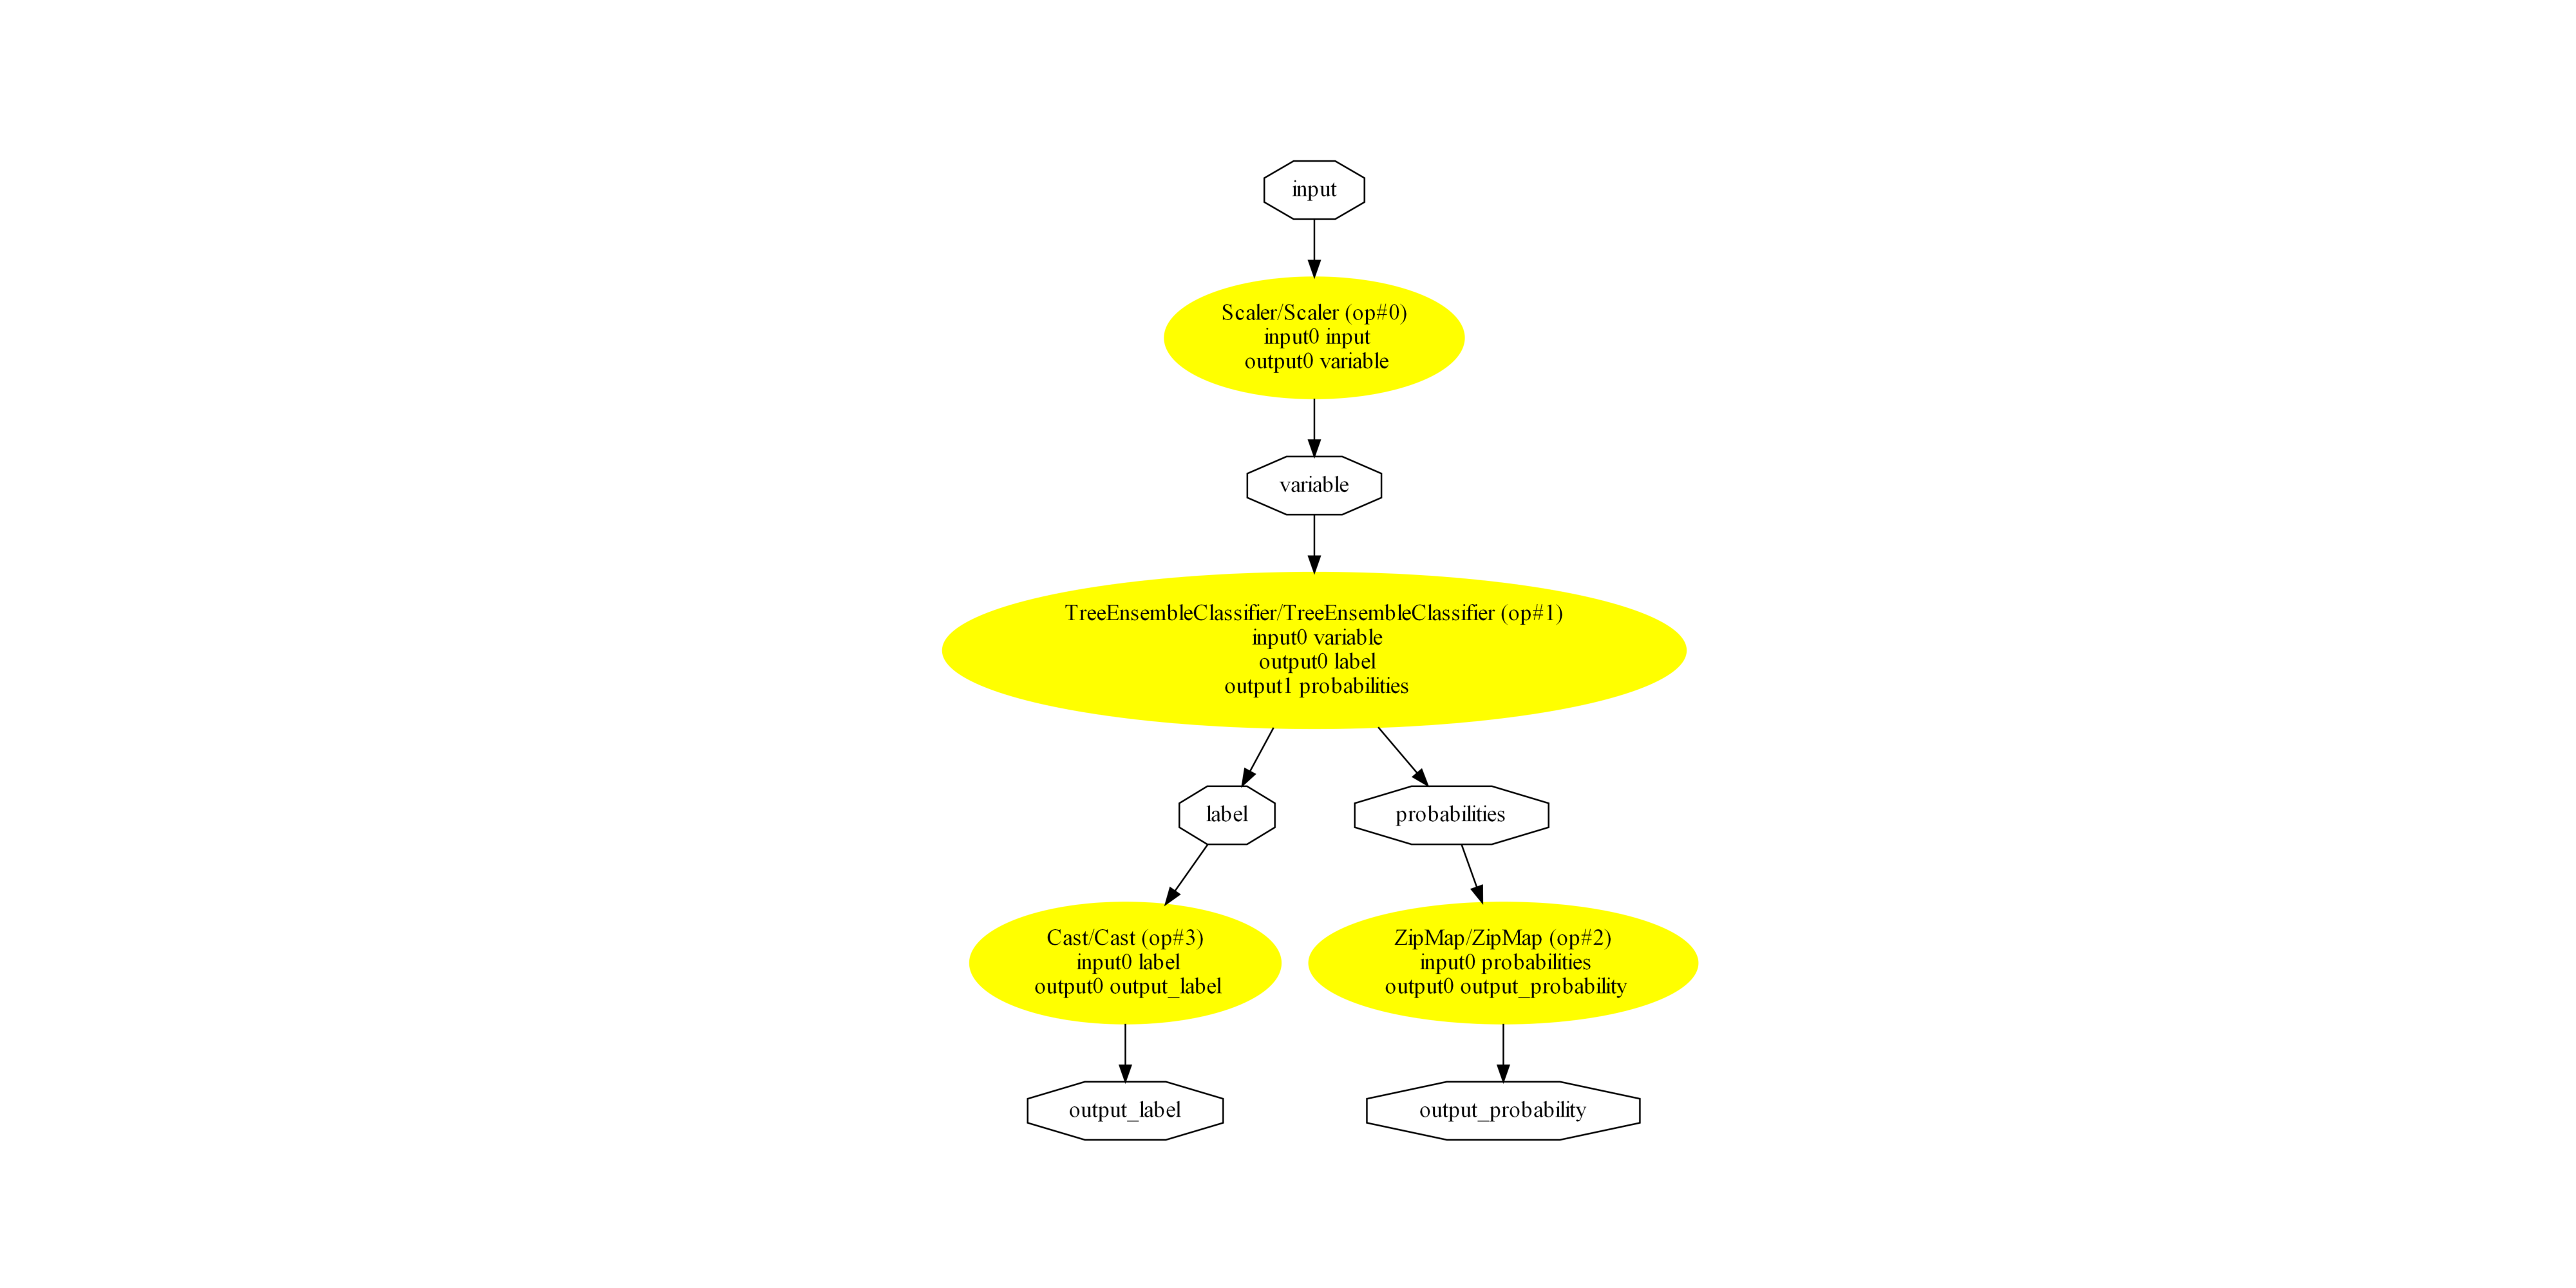 input
Scaler/Scaler (op#0)
input0 input
output0 variable
variable
TreeEnsembleClassifier/TreeEnsembleClassifier (op#1)
input0 variable
output0 label
output1 probabilities
label
probabilities
Cast/Cast (op#3)
input0 label
output0 output_label
ZipMap/ZipMap (op#2)
input0 probabilities
output0 output_probability
output_label
output_probability